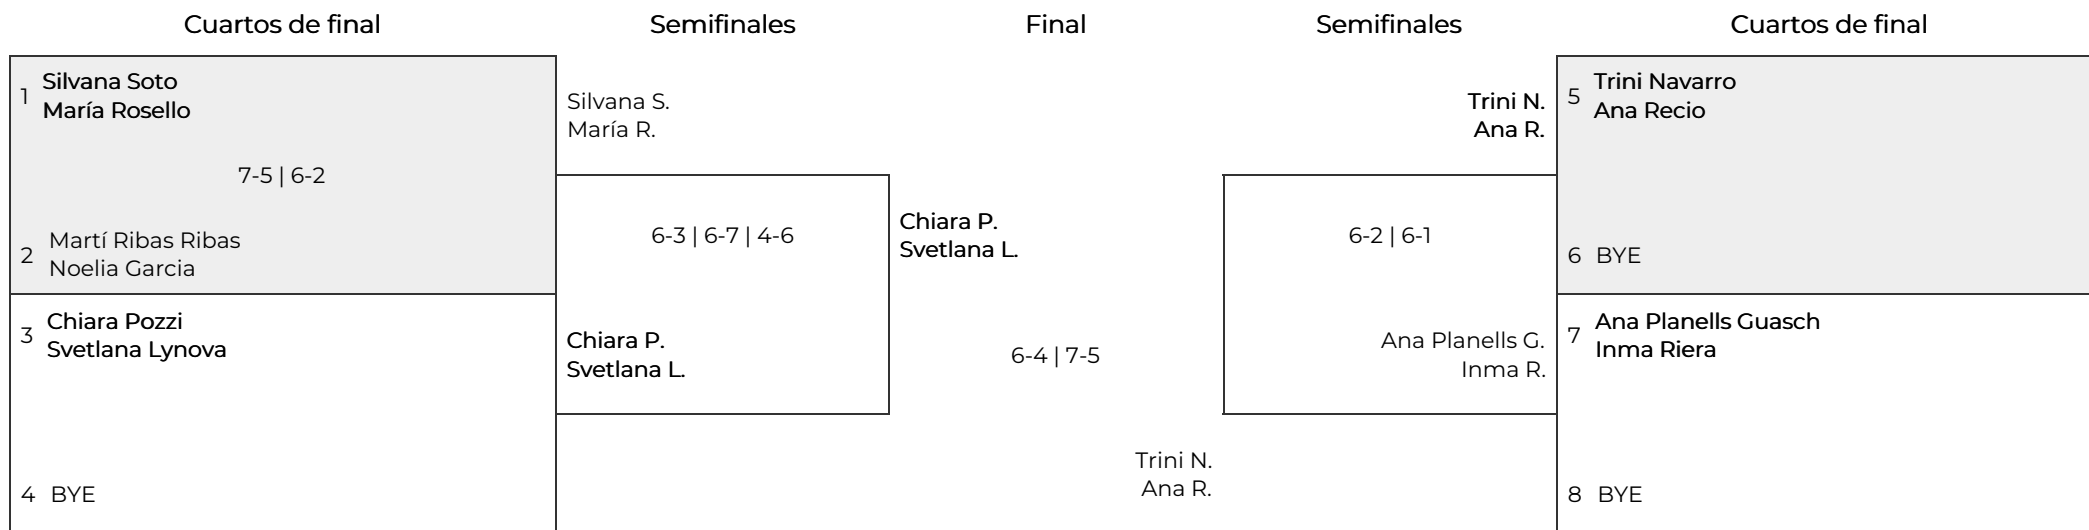 Cuartos de final
Semifinales
Final
Semifinales
Cuartos de final
1
Silvana Soto
María Rosello
7-5 | 6-2
2
Martí Ribas Ribas
Noelia Garcia
3
Chiara Pozzi
Svetlana Lynova
4 BYE
Silvana S.
María R.
6-3 | 6-7 | 4-6
Chiara P.
Svetlana L.
Chiara P.
Svetlana L.
6-4 | 7-5
Trini N.
Ana R.
Trini N.
Ana R.
6-2 | 6-1
Ana Planells G.
Inma R.
5
Trini Navarro
Ana Recio
6 BYE
7
Ana Planells Guasch
Inma Riera
8 BYE